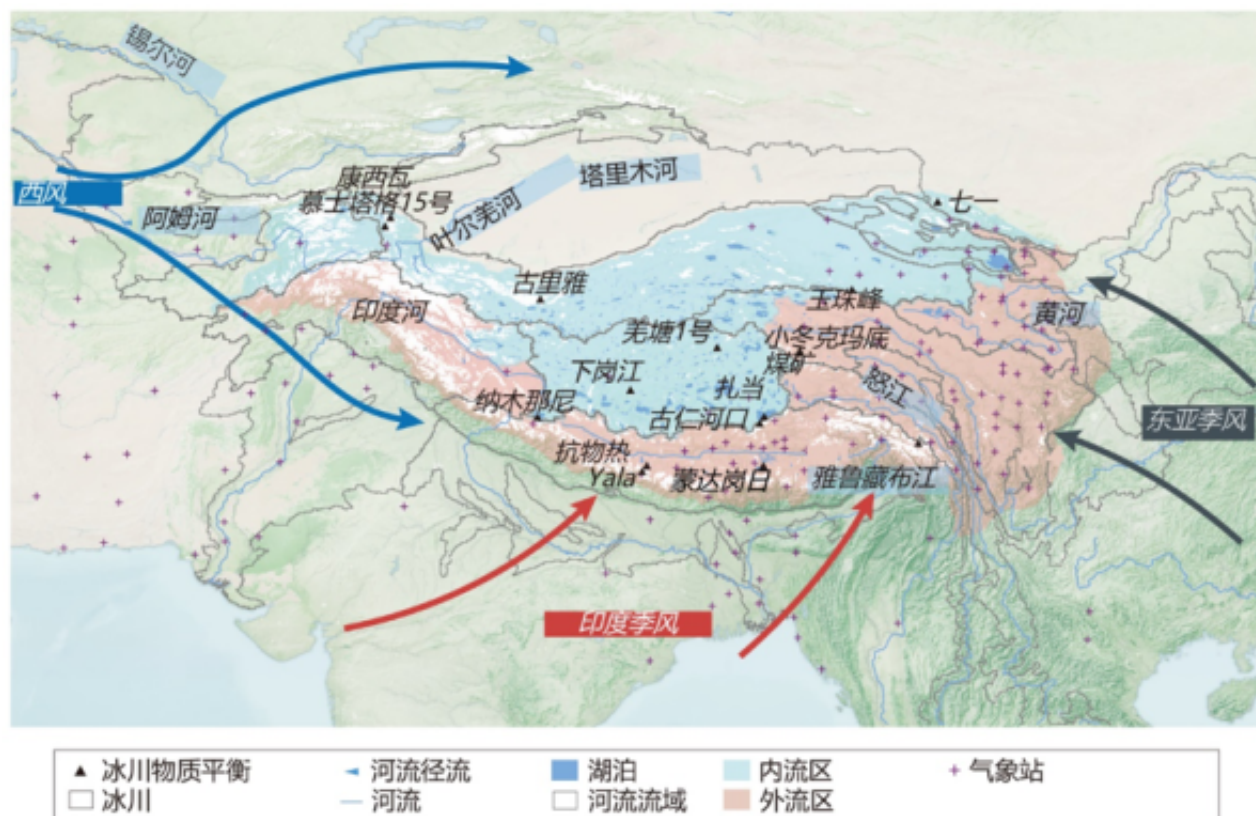 锡尔河
西风
康西瓦
慕士塔格15号
阿姆河
叶尔羌河
塔里木河
七一
古里雅
印度河
玉珠峰
黄河
羌塘1号
小冬克玛底
煤矿
下岗江
扎当
怒江
纳木那尼
古仁河口
东亚季风
抗物热
Yala
蒙达岗日
雅鲁藏布江
印度季风
冰川物质平衡
河流径流
湖泊
内流区
气象站
冰川
河流
河流流域
外流区